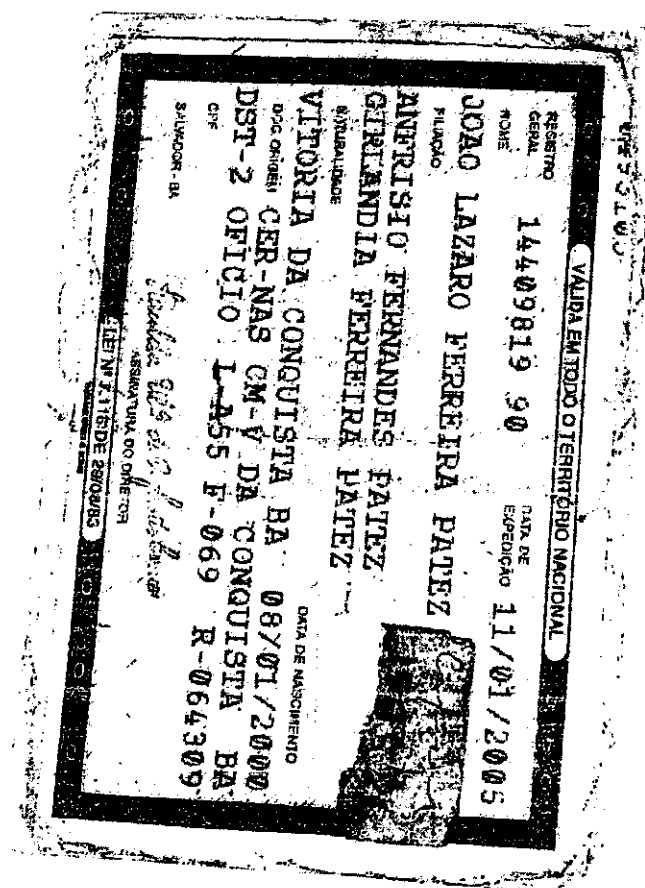 VÁLIDA EM TODO O TERRITÓRIO NACIONAL
REGISTRO GERAL 14409819 90 DATA DE EXPEDIÇÃO 11/01/2005
NOME
JOAO LAZARO FERREIRA PATEZ
FILIAÇÃO
ANFRISIO FERNANDES PATEZ
GIRLANDIA FERREIRA PATEZ
NATURALIDADE DATA DE NASCIMENTO
VITORIA DA CONQUISTA BA 08/01/2000
DOC. ORIGEM CER-NAS CM-V DA CONQUISTA BA
DST-2 OFICIO L-A55 F-069 R-064309
CPF
SALVADOR BA
ASSINATURA DO DIRETOR
LEI Nº 7.116 DE 29/08/83